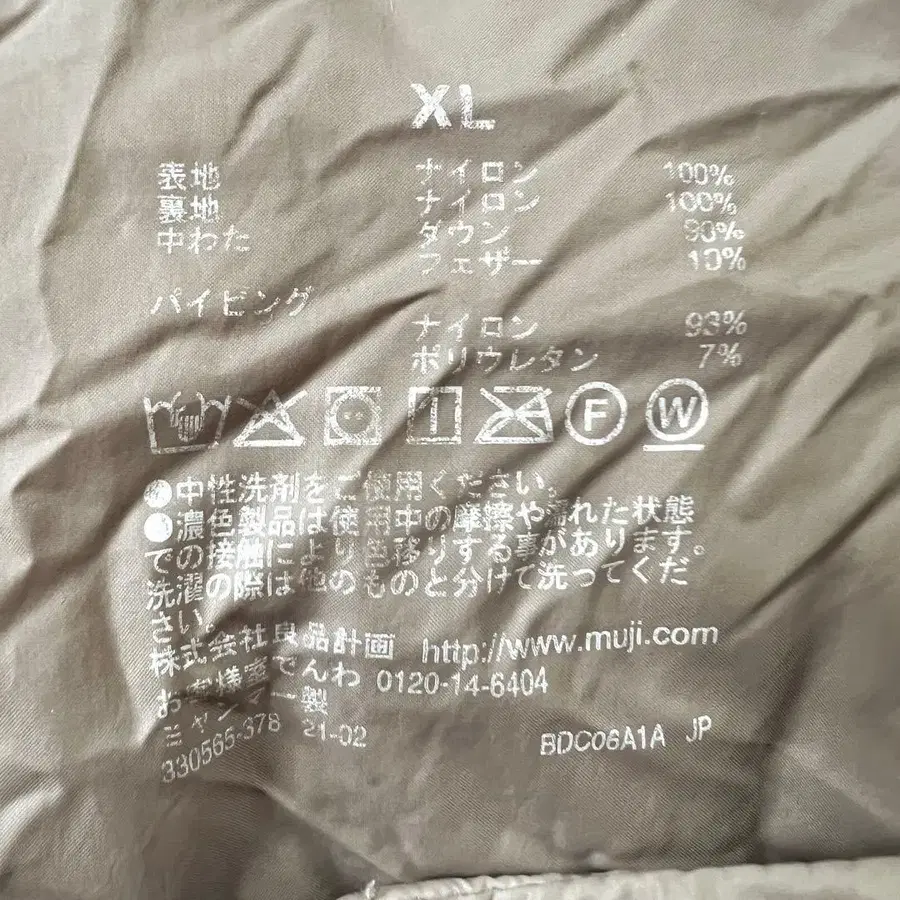 XL
表地 ナイロン 100%
裏地 ナイロン 100%
中わた ダウン 90%
フェザー 10%
パイピング
ナイロン 93%
ポリウレタン 7%
F W
●中性洗剤をご使用ください。
●濃色製品は使用中の摩擦や濡れた状態
での接触により色移りする事があります。
洗濯の際は他のものと分けて洗ってくだ
さい。
株式会社良品計画 http://www.muji.com
お客様室でんわ 0120-14-6404
ミャンマー製
330565-378 21-02
BDC06A1A JP